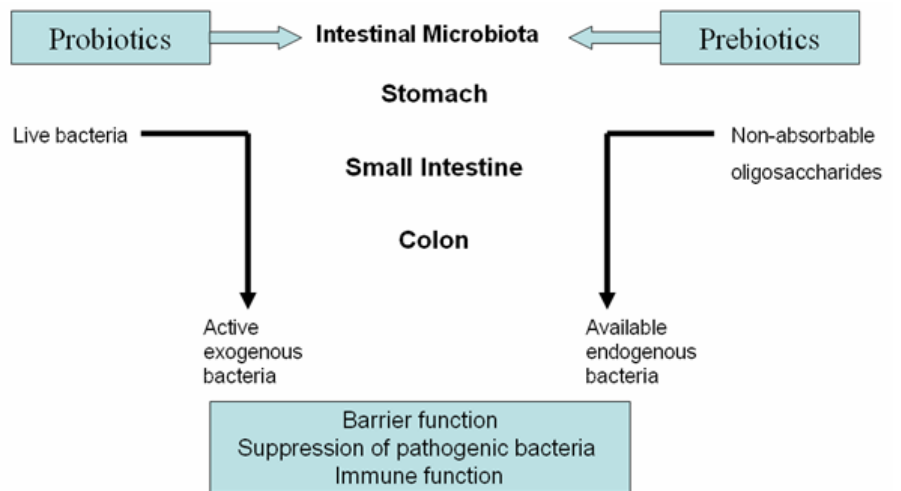 Probiotics
Intestinal Microbiota
Prebiotics
Stomach
Live bacteria
Non-absorbable
oligosaccharides
Small Intestine
Colon
Active
exogenous
bacteria
Available
endogenous
bacteria
Barrier function
Suppression of pathogenic bacteria
Immune function